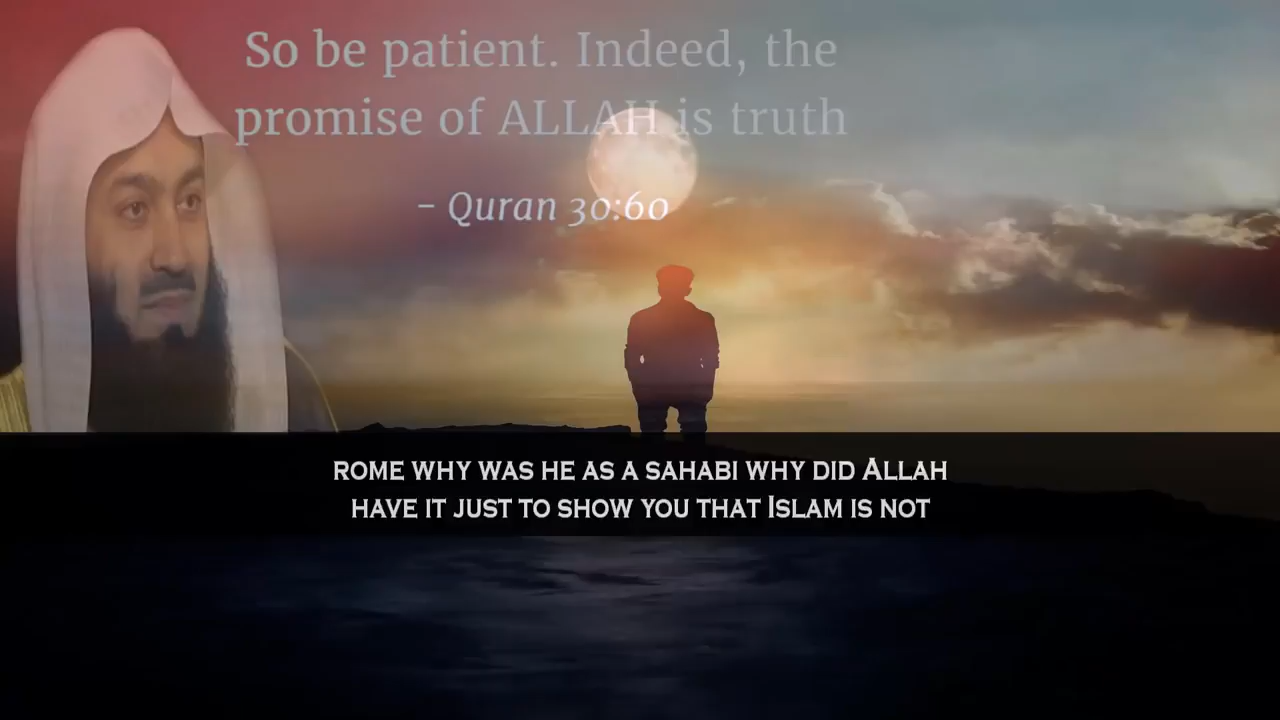 So be patient. Indeed, the
promise of ALLAH is truth
– Quran 30:60
ROME WHY WAS HE AS A SAHABI WHY DID ALLAH
HAVE IT JUST TO SHOW YOU THAT ISLAM IS NOT